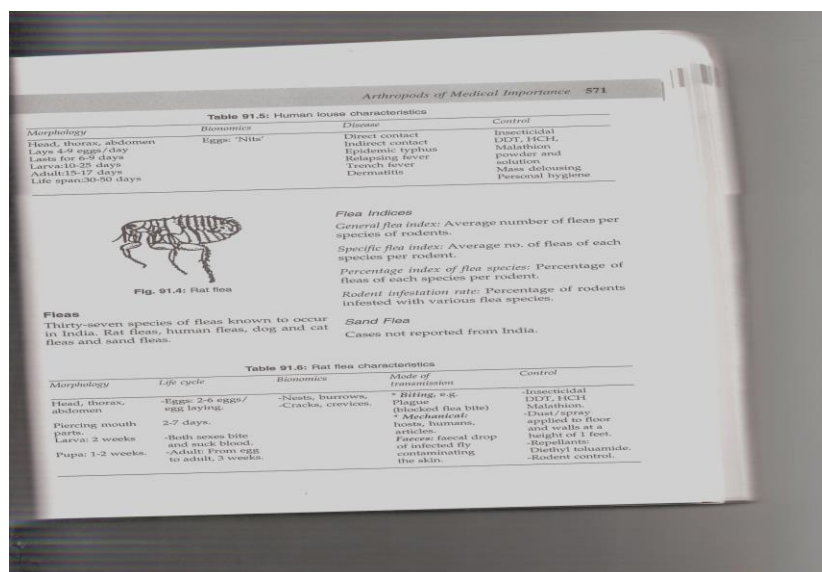 Arthropods of Medical Importance 571
Table 91.5: Human louse characteristics
Morphology Bionomics Disease Control
Head, thorax, abdomen Eggs: 'Nits' Direct contact Insecticidal
Lays 4-9 eggs/day Indirect contact DDT, HCH,
Lasts for 6-9 days Epidemic typhus Malathion
Larva:10-25 days Relapsing fever powder and
Adult:15-17 days Trench fever solution
Life span:30-50 days Dermatitis Mass delousing
Personal hygiene
Fig. 91.4: Rat flea
Fleas
Thirty-seven species of fleas known to occur
in India. Rat fleas, human fleas, dog and cat
fleas and sand fleas.
Flea Indices
General flea index: Average number of fleas per
species of rodents.
Specific flea index: Average no. of fleas of each
species per rodent.
Percentage index of flea species: Percentage of
fleas of each species per rodent.
Rodent infestation rate: Percentage of rodents
infested with various flea species.
Sand Flea
Cases not reported from India.
Table 91.6: Rat flea characteristics
Morphology Life cycle Bionomics Mode of transmission Control
Head, thorax, -Eggs: 2-6 eggs/ -Nests, burrows, * Biting, e.g. -Insecticidal
abdomen egg laying. -Cracks, crevices. Plague DDT, HCH
(blocked flea bite) Malathion.
Piercing mouth 2-7 days. * Mechanical: -Dust/spray
parts. hosts, humans, applied to floor
Larva: 2 weeks -Both sexes bite articles. and walls at a
and suck blood. Faeces: faecal drop height of 1 feet.
Pupa: 1-2 weeks. -Adult: From egg of infected fly -Repellants:
to adult, 3 weeks. contaminating Diethyl toluamide.
the skin. -Rodent control.